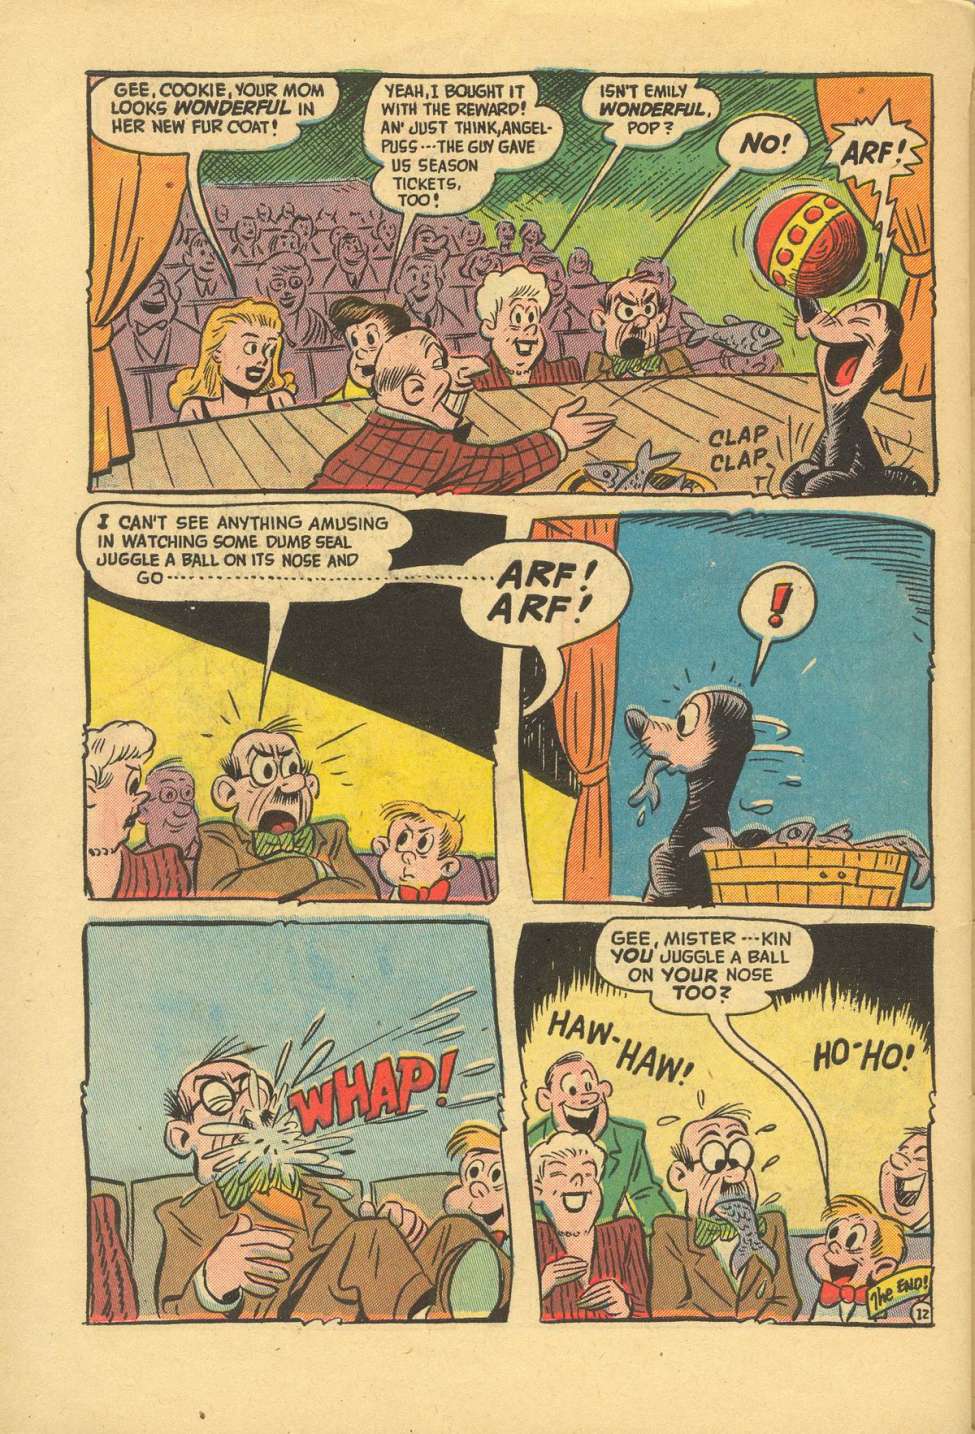 GEE, COOKIE, YOUR MOM
LOOKS WONDERFUL IN
HER NEW FUR COAT!
YEAH, I BOUGHT IT
WITH THE REWARD!
AN' JUST THINK, ANGEL-
PUSS---THE GUY GAVE
US SEASON
TICKETS,
TOO!
ISN'T EMILY
WONDERFUL,
POP?
NO!
ARF!
CLAP
CLAP
I CAN'T SEE ANYTHING AMUSING
IN WATCHING SOME DUMB SEAL
JUGGLE A BALL ON ITS NOSE AND
GO
ARF!
ARF!
!
WHAP!
GEE, MISTER---KIN
YOU JUGGLE A BALL
ON YOUR NOSE
TOO?
HAW-
HAW!
HO-HO!
The END!
12